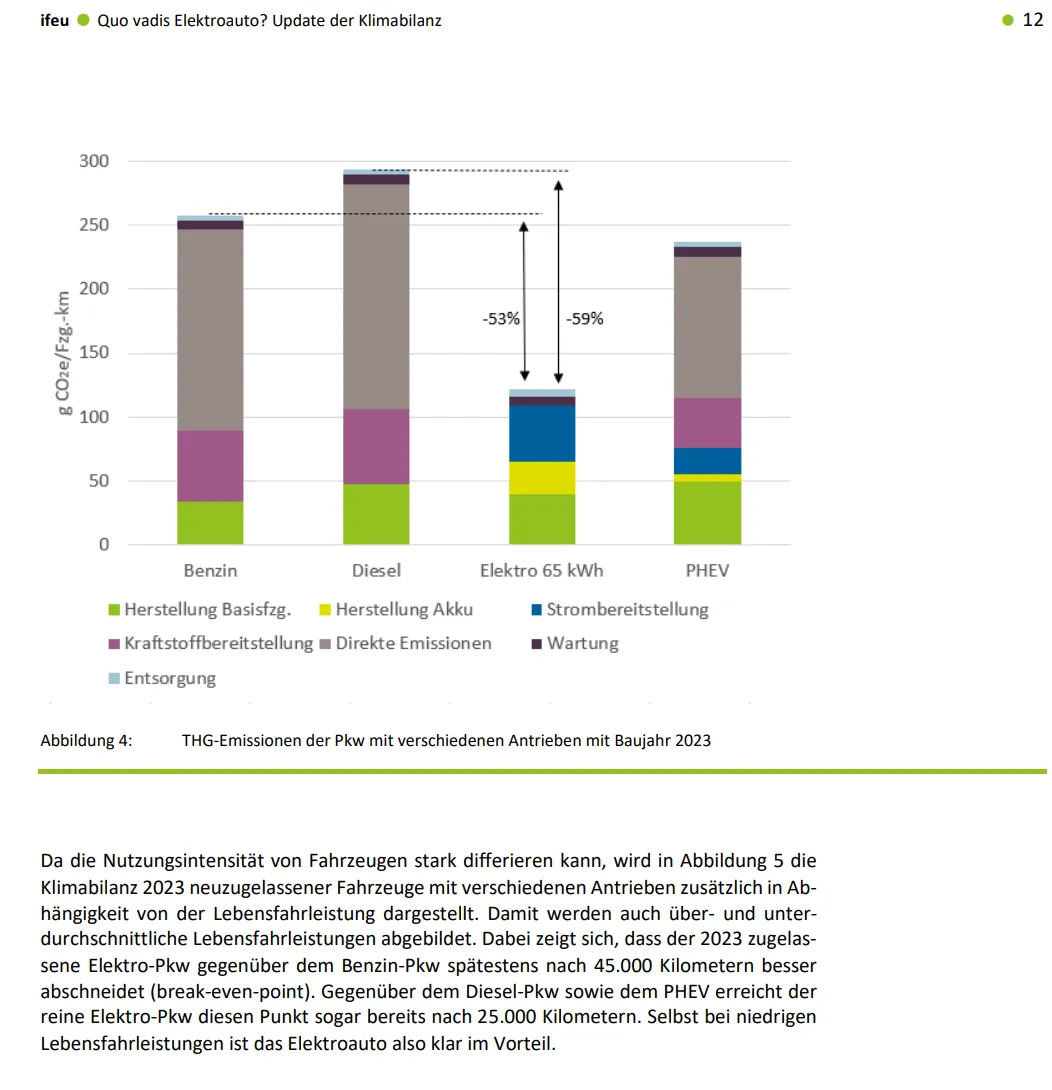 ifeu ● Quo vadis Elektroauto? Update der Klimabilanz
● 12
300
250
200
150
100
50
0
g CO2e/Fzg.-km
-53%
-59%
Benzin
Diesel
Elektro 65 kWh
PHEV
Herstellung Basisfzg.
Herstellung Akku
Strombereitstellung
Kraftstoffbereitstellung
Direkte Emissionen
Wartung
Entsorgung
Abbildung 4: THG-Emissionen der Pkw mit verschiedenen Antrieben mit Baujahr 2023
Da die Nutzungsintensität von Fahrzeugen stark differieren kann, wird in Abbildung 5 die
Klimabilanz 2023 neuzugelassener Fahrzeuge mit verschiedenen Antrieben zusätzlich in Ab-
hängigkeit von der Lebensfahrleistung dargestellt. Damit werden auch über- und unter-
durchschnittliche Lebensfahrleistungen abgebildet. Dabei zeigt sich, dass der 2023 zugelas-
sene Elektro-Pkw gegenüber dem Benzin-Pkw spätestens nach 45.000 Kilometern besser
abschneidet (break-even-point). Gegenüber dem Diesel-Pkw sowie dem PHEV erreicht der
reine Elektro-Pkw diesen Punkt sogar bereits nach 25.000 Kilometern. Selbst bei niedrigen
Lebensfahrleistungen ist das Elektroauto also klar im Vorteil.